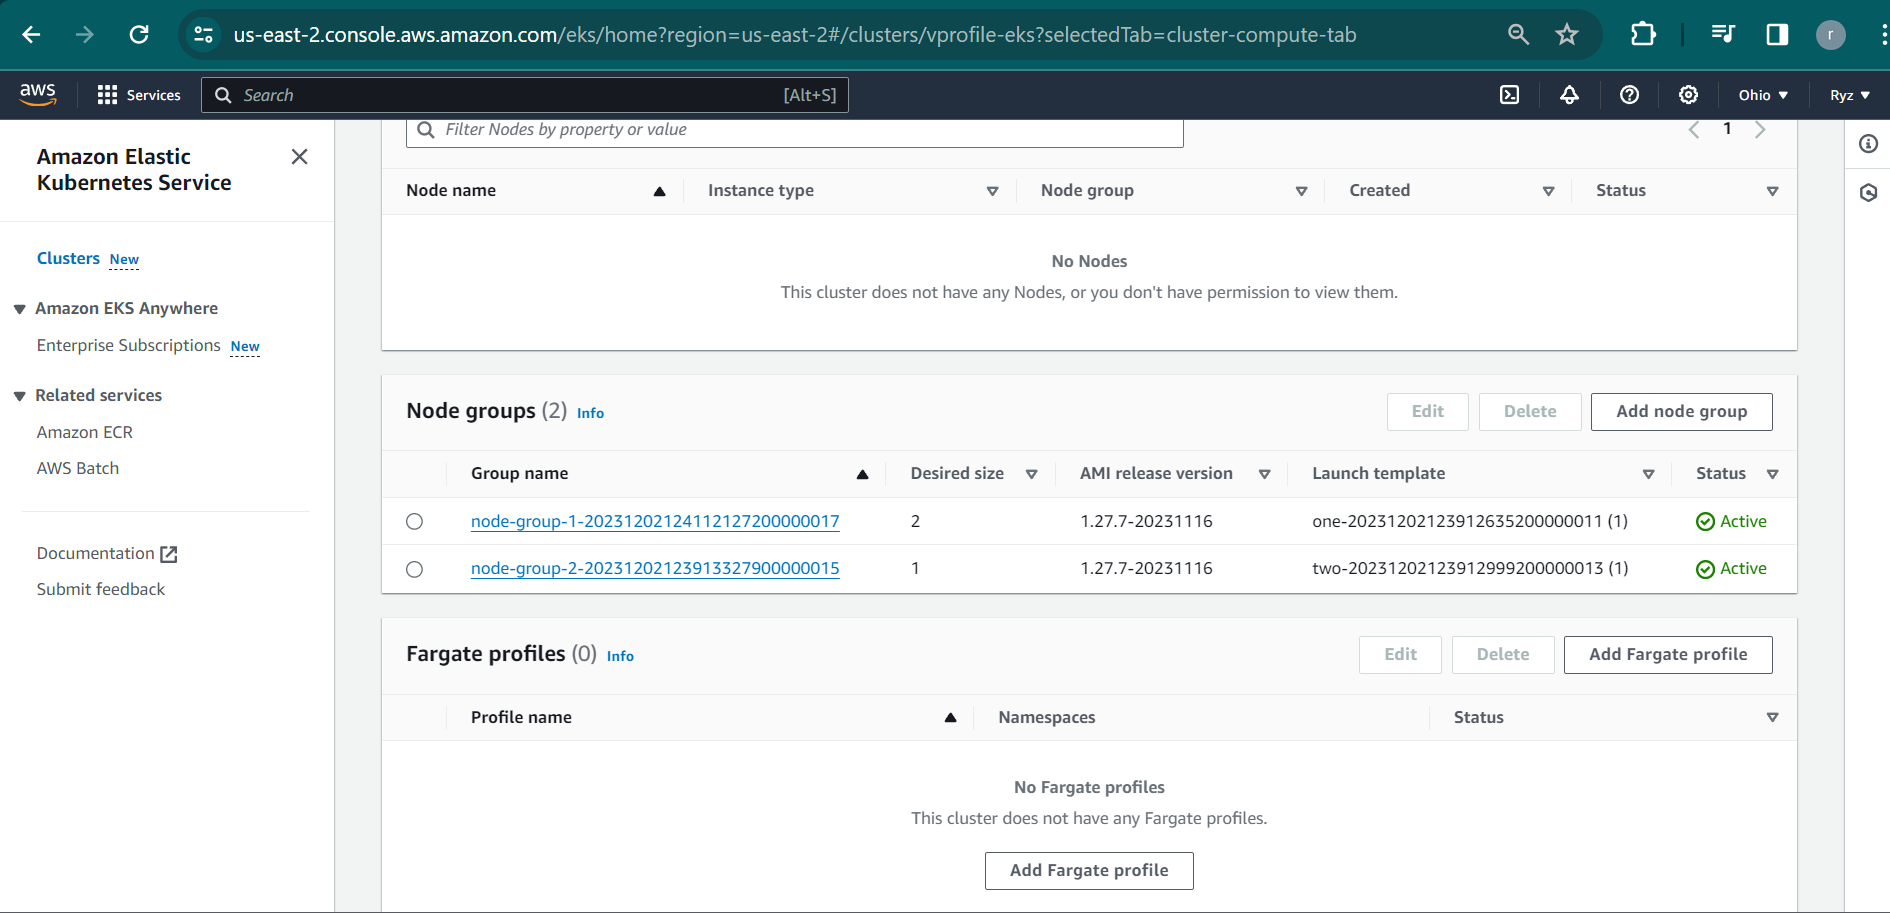 us-east-2.console.aws.amazon.com/eks/home?region=us-east-2#/clusters/vprofile-eks?selectedTab=cluster-compute-tab
r
aws
Services
Search
[Alt+S]
Ohio
Ryz
Amazon Elastic
Kubernetes Service
Clusters New
Amazon EKS Anywhere
Enterprise Subscriptions New
Related services
Amazon ECR
AWS Batch
Documentation
Submit feedback
Filter Nodes by property or value
1
Node name Instance type Node group Created Status
No Nodes
This cluster does not have any Nodes, or you don't have permission to view them.
Node groups (2) Info
Edit Delete Add node group
Group name Desired size AMI release version Launch template Status
node-group-1-20231202124112127200000017 2 1.27.7-20231116 one-20231202123912635200000011 (1) Active
node-group-2-20231202123913327900000015 1 1.27.7-20231116 two-20231202123912999200000013 (1) Active
Fargate profiles (0) Info
Edit Delete Add Fargate profile
Profile name Namespaces Status
No Fargate profiles
This cluster does not have any Fargate profiles.
Add Fargate profile